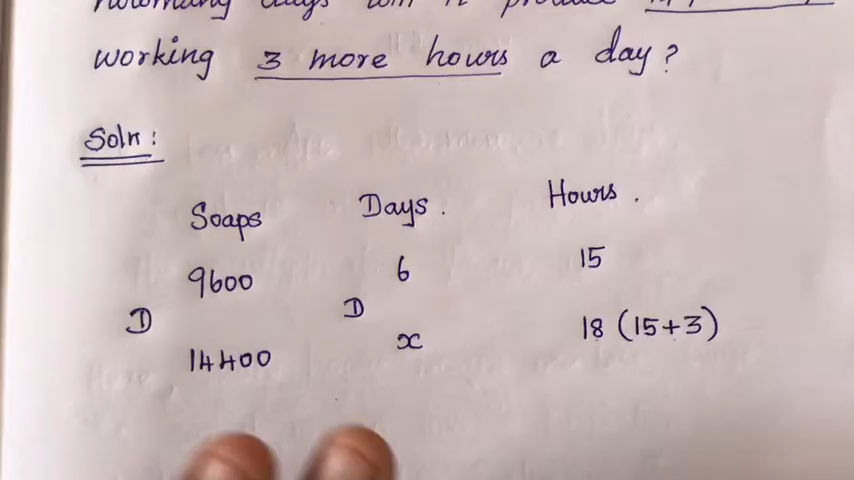 working 3 more hours a day?
Soln:
Soaps Days. Hours.
9600 6 15
D D
14400 x 18 (15+3)